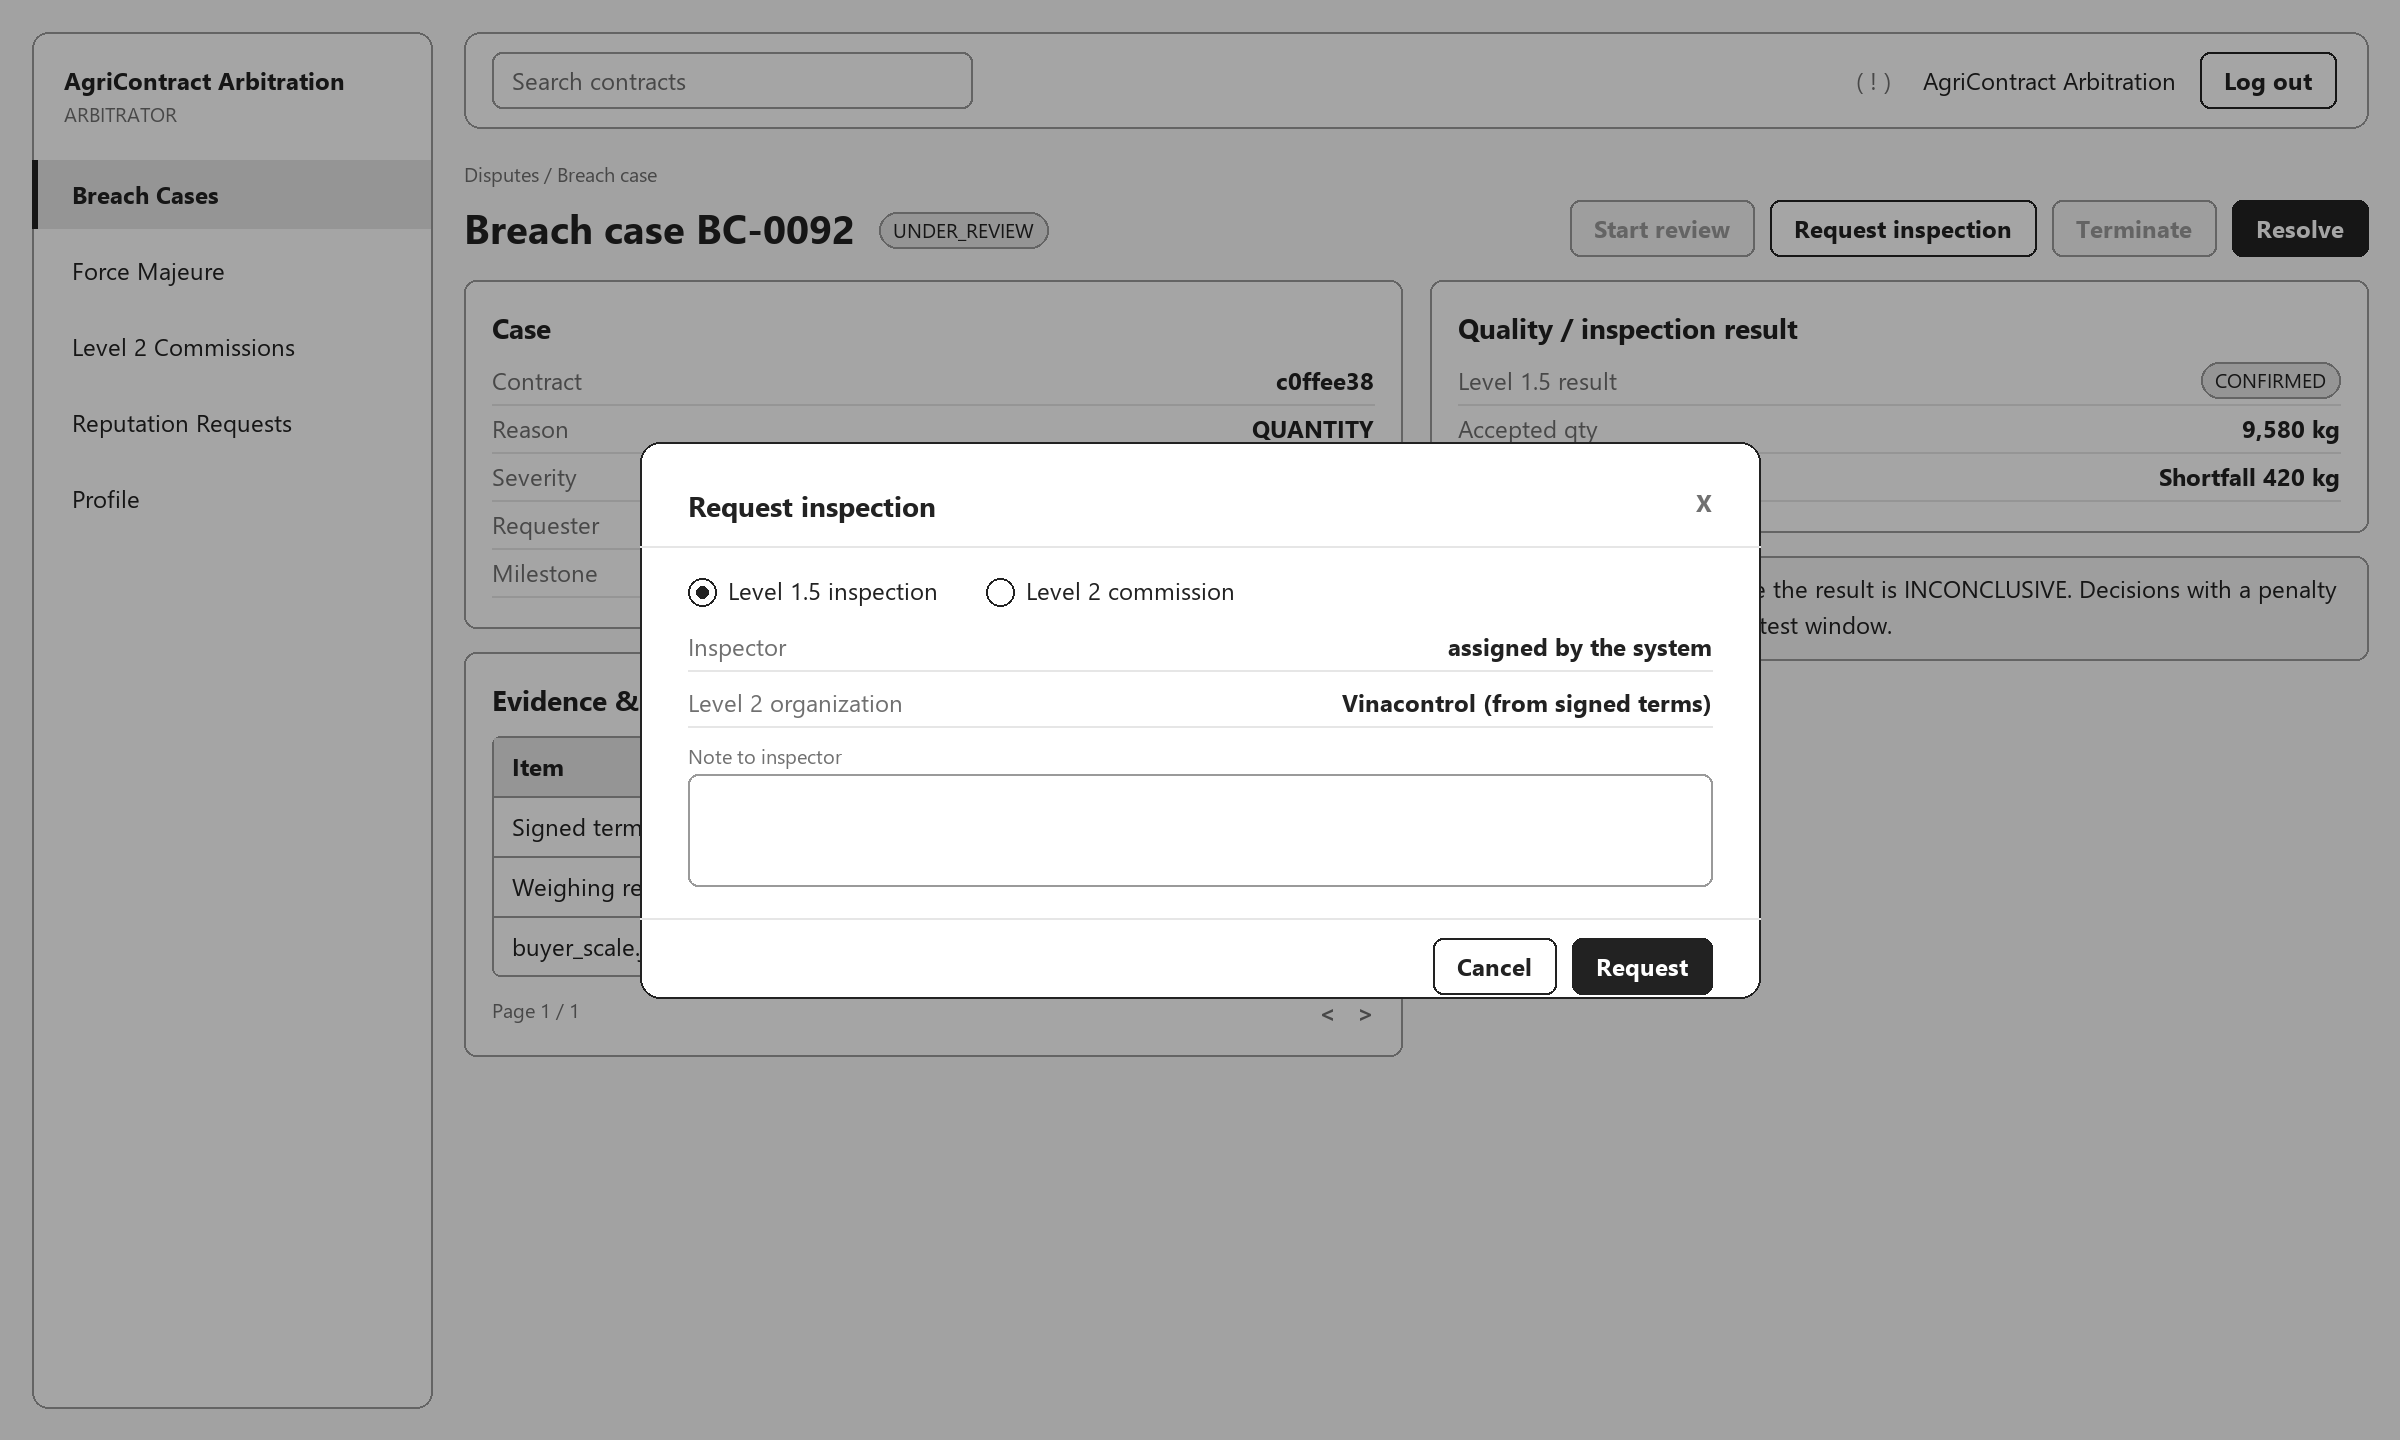 AgriContract Arbitration
ARBITRATOR
Breach Cases
Force Majeure
Level 2 Commissions
Reputation Requests
Profile
Search contracts
( ! ) AgriContract Arbitration Log out
Disputes / Breach case
Breach case BC-0092 UNDER_REVIEW
Start review Request inspection Terminate Resolve
Case
Contract c0ffee38
Reason QUANTITY
Severity
Requester
Milestone
Quality / inspection result
Level 1.5 result CONFIRMED
Accepted qty 9,580 kg
Shortfall 420 kg
the result is INCONCLUSIVE. Decisions with a penalty
test window.
Evidence &
Item
Signed term
Weighing re
buyer_scale.
Page 1 / 1 < >
Request inspection X
Level 1.5 inspection Level 2 commission
Inspector assigned by the system
Level 2 organization Vinacontrol (from signed terms)
Note to inspector
Cancel Request